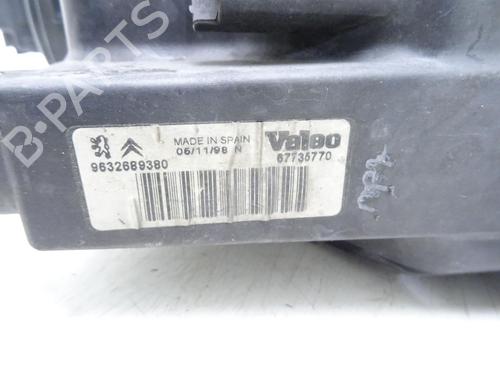 MADE IN SPAIN
05/11/98 N
9632689380
Valeo
67735770
B-PARTS